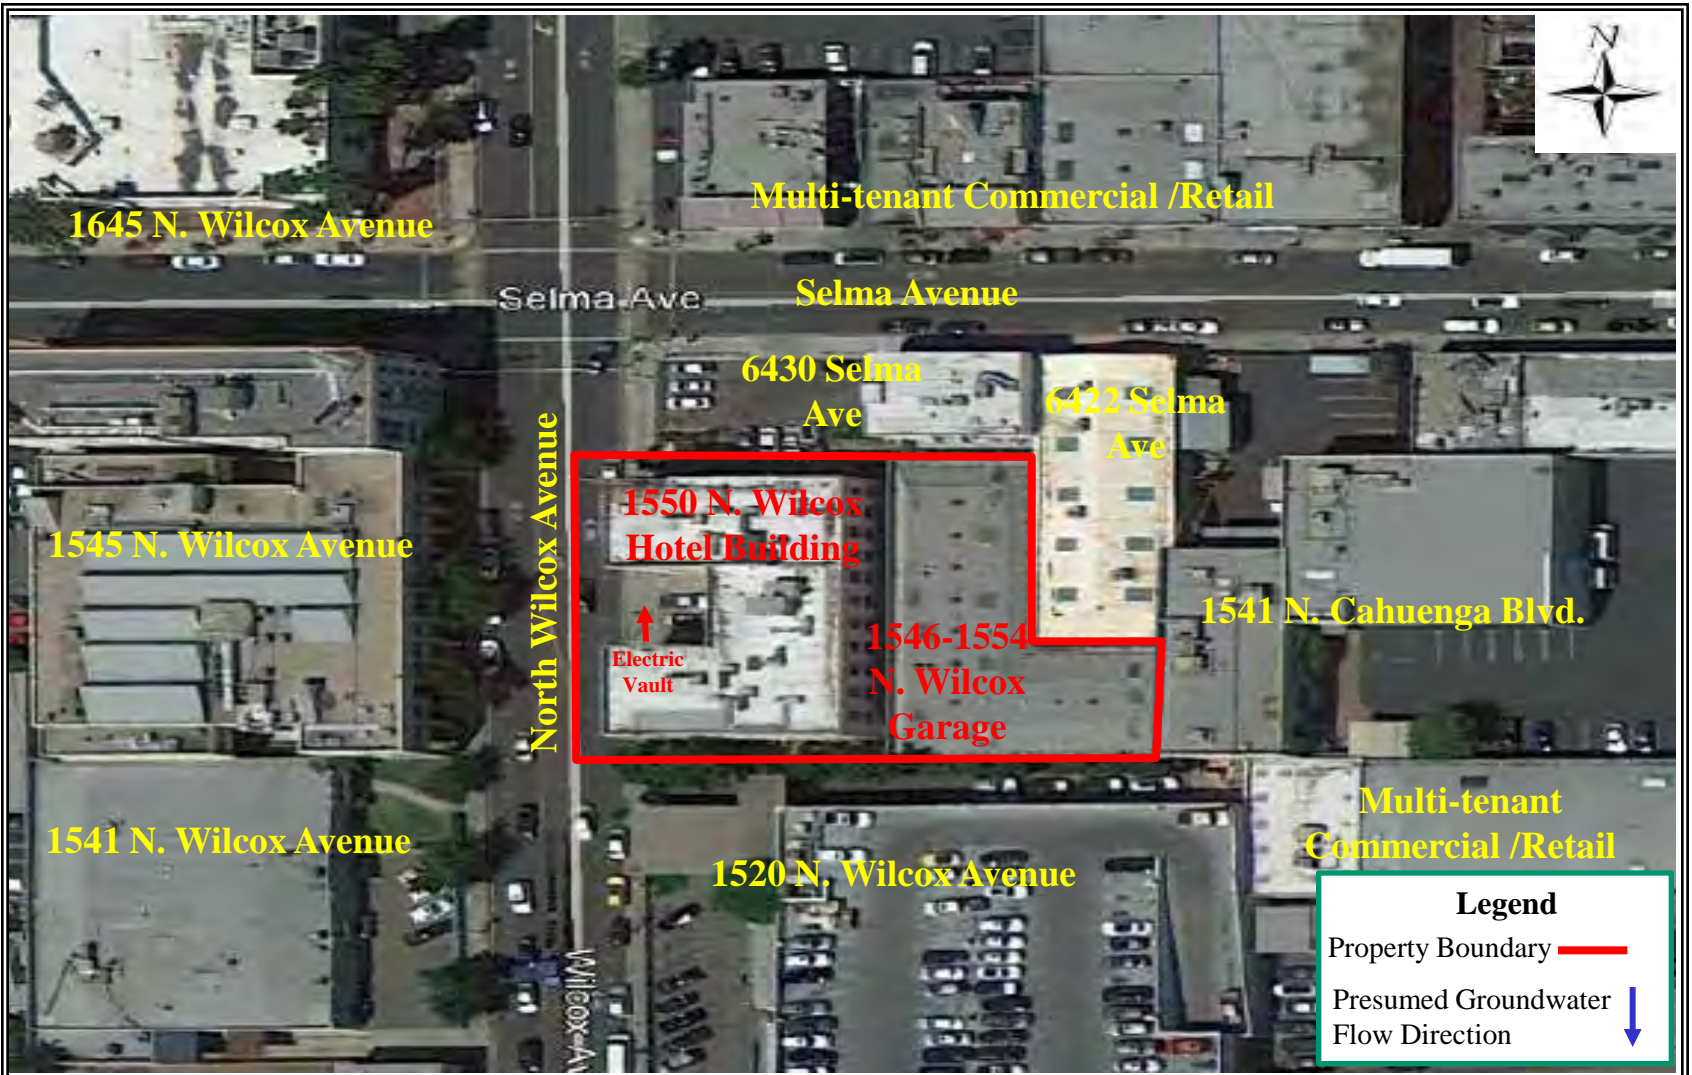 N
Multi-tenant Commercial /Retail
1645 N. Wilcox Avenue
Selma Ave
Selma Avenue
6430 Selma
Ave
6422 Selma
Ave
North Wilcox Avenue
1550 N. Wilcox
Hotel Building
1545 N. Wilcox Avenue
1541 N. Cahuenga Blvd.
1546-1554
N. Wilcox
Garage
Electric
Vault
Multi-tenant
Commercial /Retail
1541 N. Wilcox Avenue
1520 N. Wilcox Avenue
Wilcox A
Legend
Property Boundary
Presumed Groundwater
Flow Direction